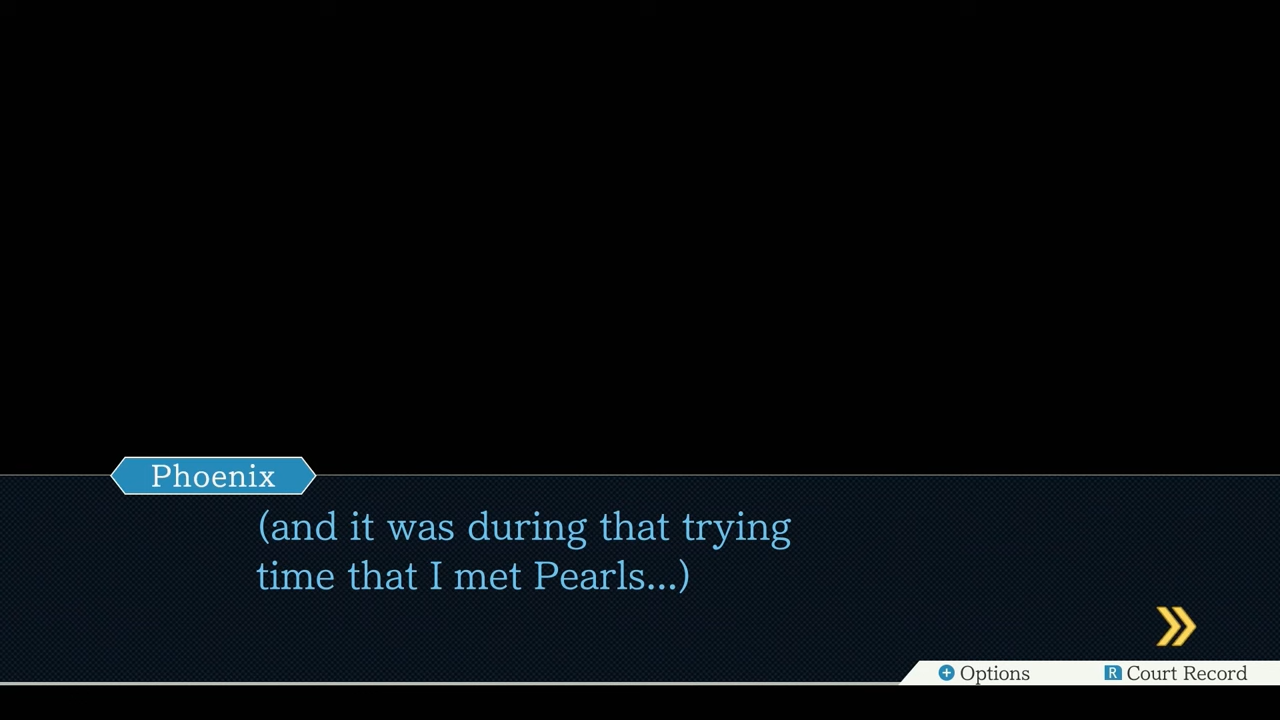 Phoenix
(and it was during that trying
time that I met Pearls...)
+ Options
R Court Record